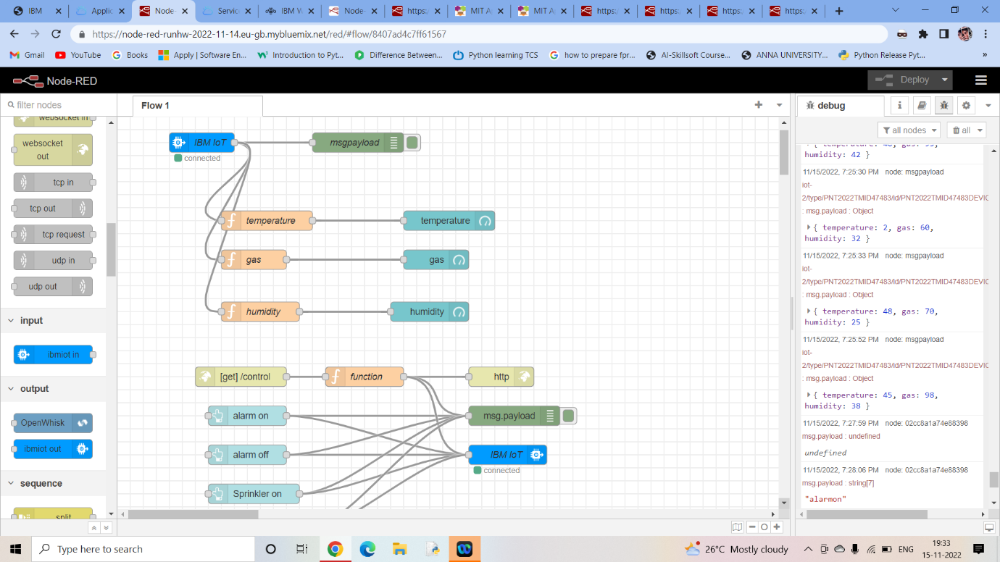 IBM
Applic
Node-
Service
IBM W
Node-
https:/
MIT A
MIT A
https:/
https:/
https:/
https:/
https://node-red-runhw-2022-11-14.eu-gb.mybluemix.net/red/#flow/8407ad4c7ff61567
Gmail
YouTube
Books
Apply | Software En...
Introduction to Pyt...
Difference Between...
Python learning TCS
how to prepare fpr...
AI-Skillsoft Course...
ANNA UNIVERSITY...
Python Release Pyt...
»
Node-RED
Deploy
filter nodes
websocket in
websocket
out
tcp in
tcp out
tcp request
udp in
udp out
input
ibmiot in
output
OpenWhisk
ibmiot out
sequence
split
Flow 1
IBM IoT
connected
msgpayload
f temperature
temperature
f gas
gas
f humidity
humidity
[get] /control
f function
http
alarm on
msg.payload
alarm off
IBM IoT
connected
Sprinkler on
debug
i
all nodes
all
humidity: 42 }
11/15/2022, 7:25:30 PM node: msgpayload
iot-
2/type/PNT2022TMID47483/id/PNT2022TMID47483DEVIC
: msg.payload : Object
{ temperature: 2, gas: 60,
humidity: 32 }
11/15/2022, 7:25:33 PM node: msgpayload
iot-
2/type/PNT2022TMID47483/id/PNT2022TMID47483DEVIC
: msg.payload : Object
{ temperature: 48, gas: 70,
humidity: 25 }
11/15/2022, 7:25:52 PM node: msgpayload
iot-
2/type/PNT2022TMID47483/id/PNT2022TMID47483DEVIC
: msg.payload : Object
{ temperature: 45, gas: 98,
humidity: 38 }
11/15/2022, 7:27:59 PM node: 02cc8a1a74e88398
msg.payload : undefined
undefined
11/15/2022, 7:28:06 PM node: 02cc8a1a74e88398
msg.payload : string[7]
"alarmon"
Type here to search
26°C Mostly cloudy
ENG
19:33
15-11-2022